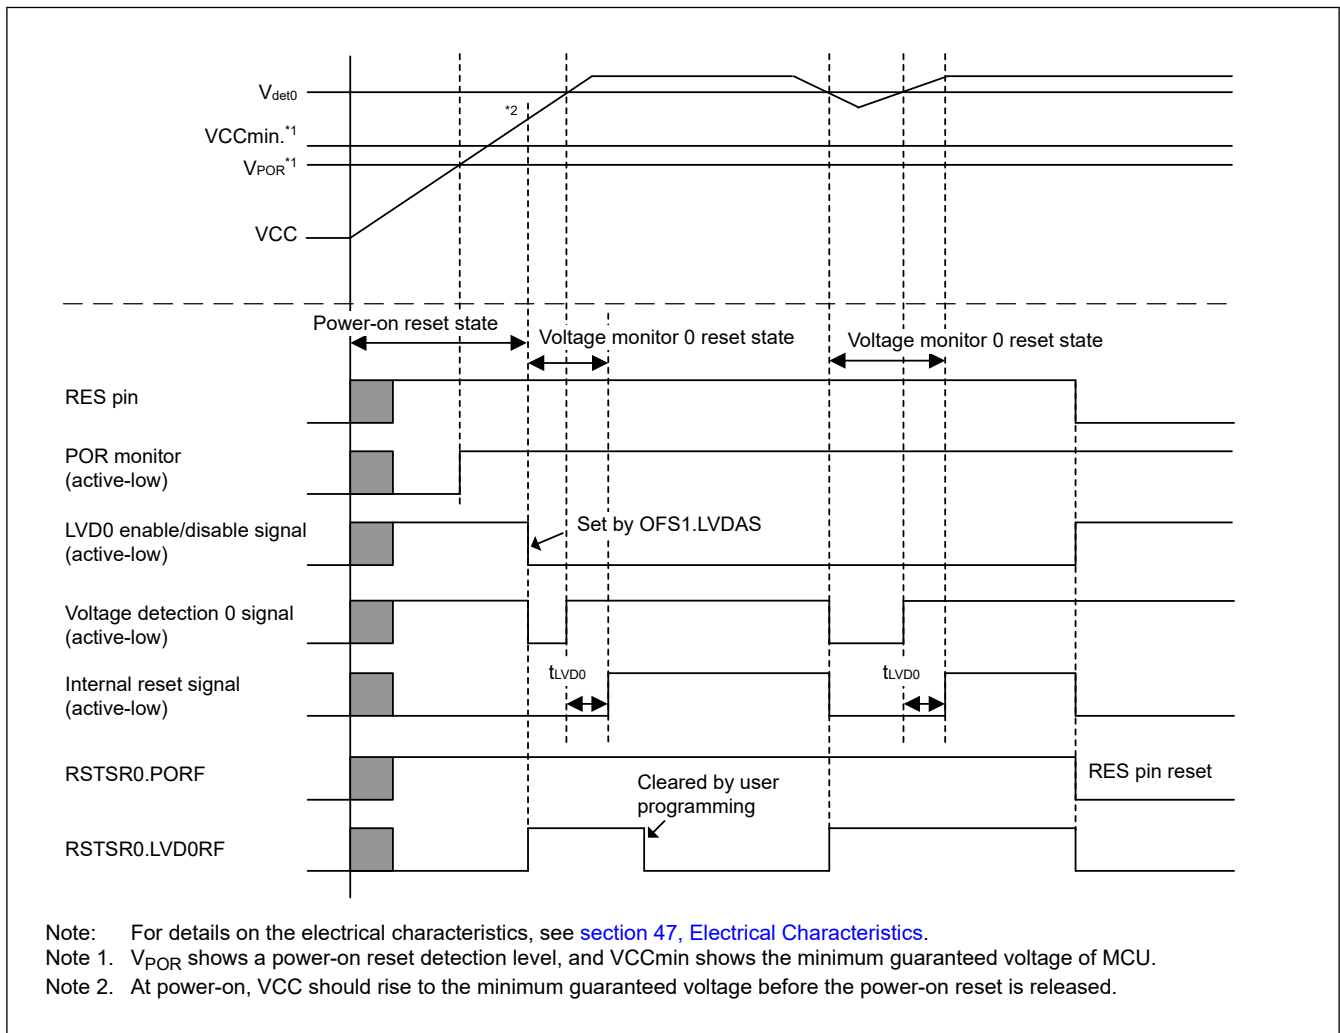 *2
Vdet0
VCCmin.*1
VPOR*1
VCC
Power-on reset state
Voltage monitor 0 reset state
Voltage monitor 0 reset state
RES pin
POR monitor
(active-low)
LVD0 enable/disable signal
(active-low)
Set by OFS1.LVDAS
Voltage detection 0 signal
(active-low)
Internal reset signal
(active-low)
tLVD0
tLVD0
RSTSR0.PORF
RES pin reset
Cleared by user
programming
RSTSR0.LVD0RF
Note: For details on the electrical characteristics, see section 47, Electrical Characteristics.
Note 1. VPOR shows a power-on reset detection level, and VCCmin shows the minimum guaranteed voltage of MCU.
Note 2. At power-on, VCC should rise to the minimum guaranteed voltage before the power-on reset is released.